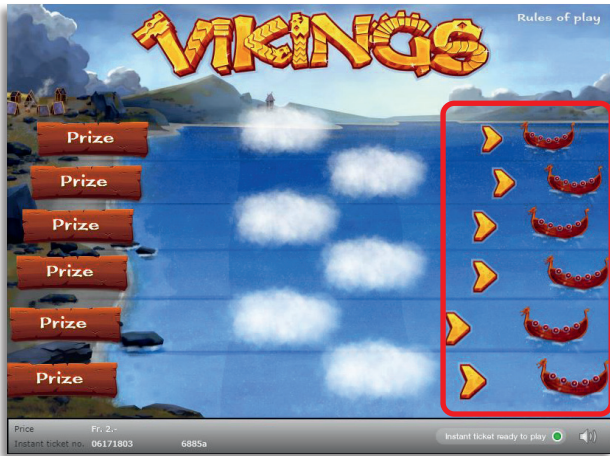 VIKINGS
Rules of play
Prize
Prize
Prize
Prize
Prize
Prize
Price Fr. 2.-
Instant ticket no. 06171803 6885a
Instant ticket ready to play